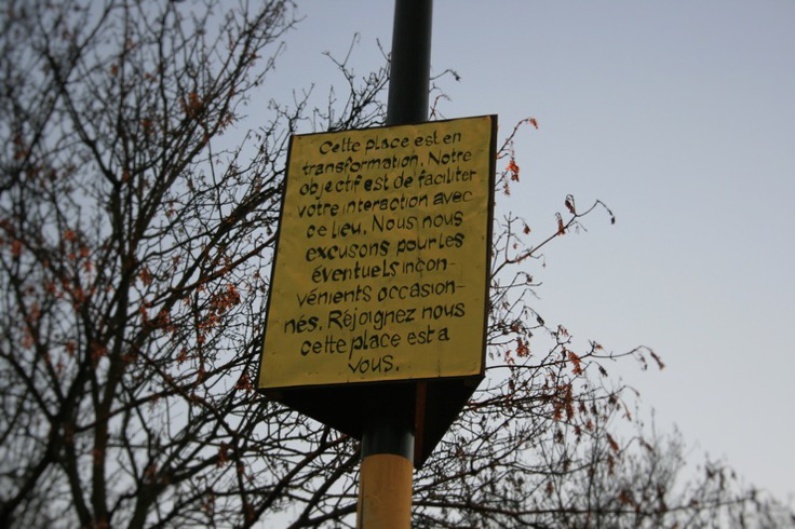 Cette place est en
transformation. Notre
objectif est de faciliter
votre interaction avec
ce lieu. Nous nous
excusons pour les
éventuels incon-
vénients occasion-
nés. Réjoignez nous
cette place est a
vous.